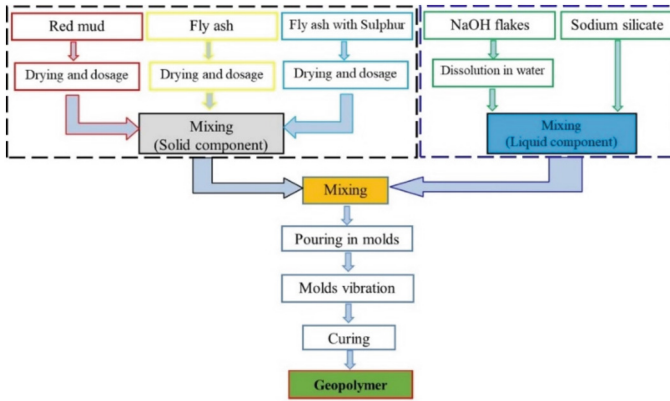 Red mud
Fly ash
Fly ash with Sulphur
NaOH flakes
Sodium silicate
Drying and dosage
Drying and dosage
Drying and dosage
Dissolution in water
Mixing
(Solid component)
Mixing
(Liquid component)
Mixing
Pouring in molds
Molds vibration
Curing
Geopolymer